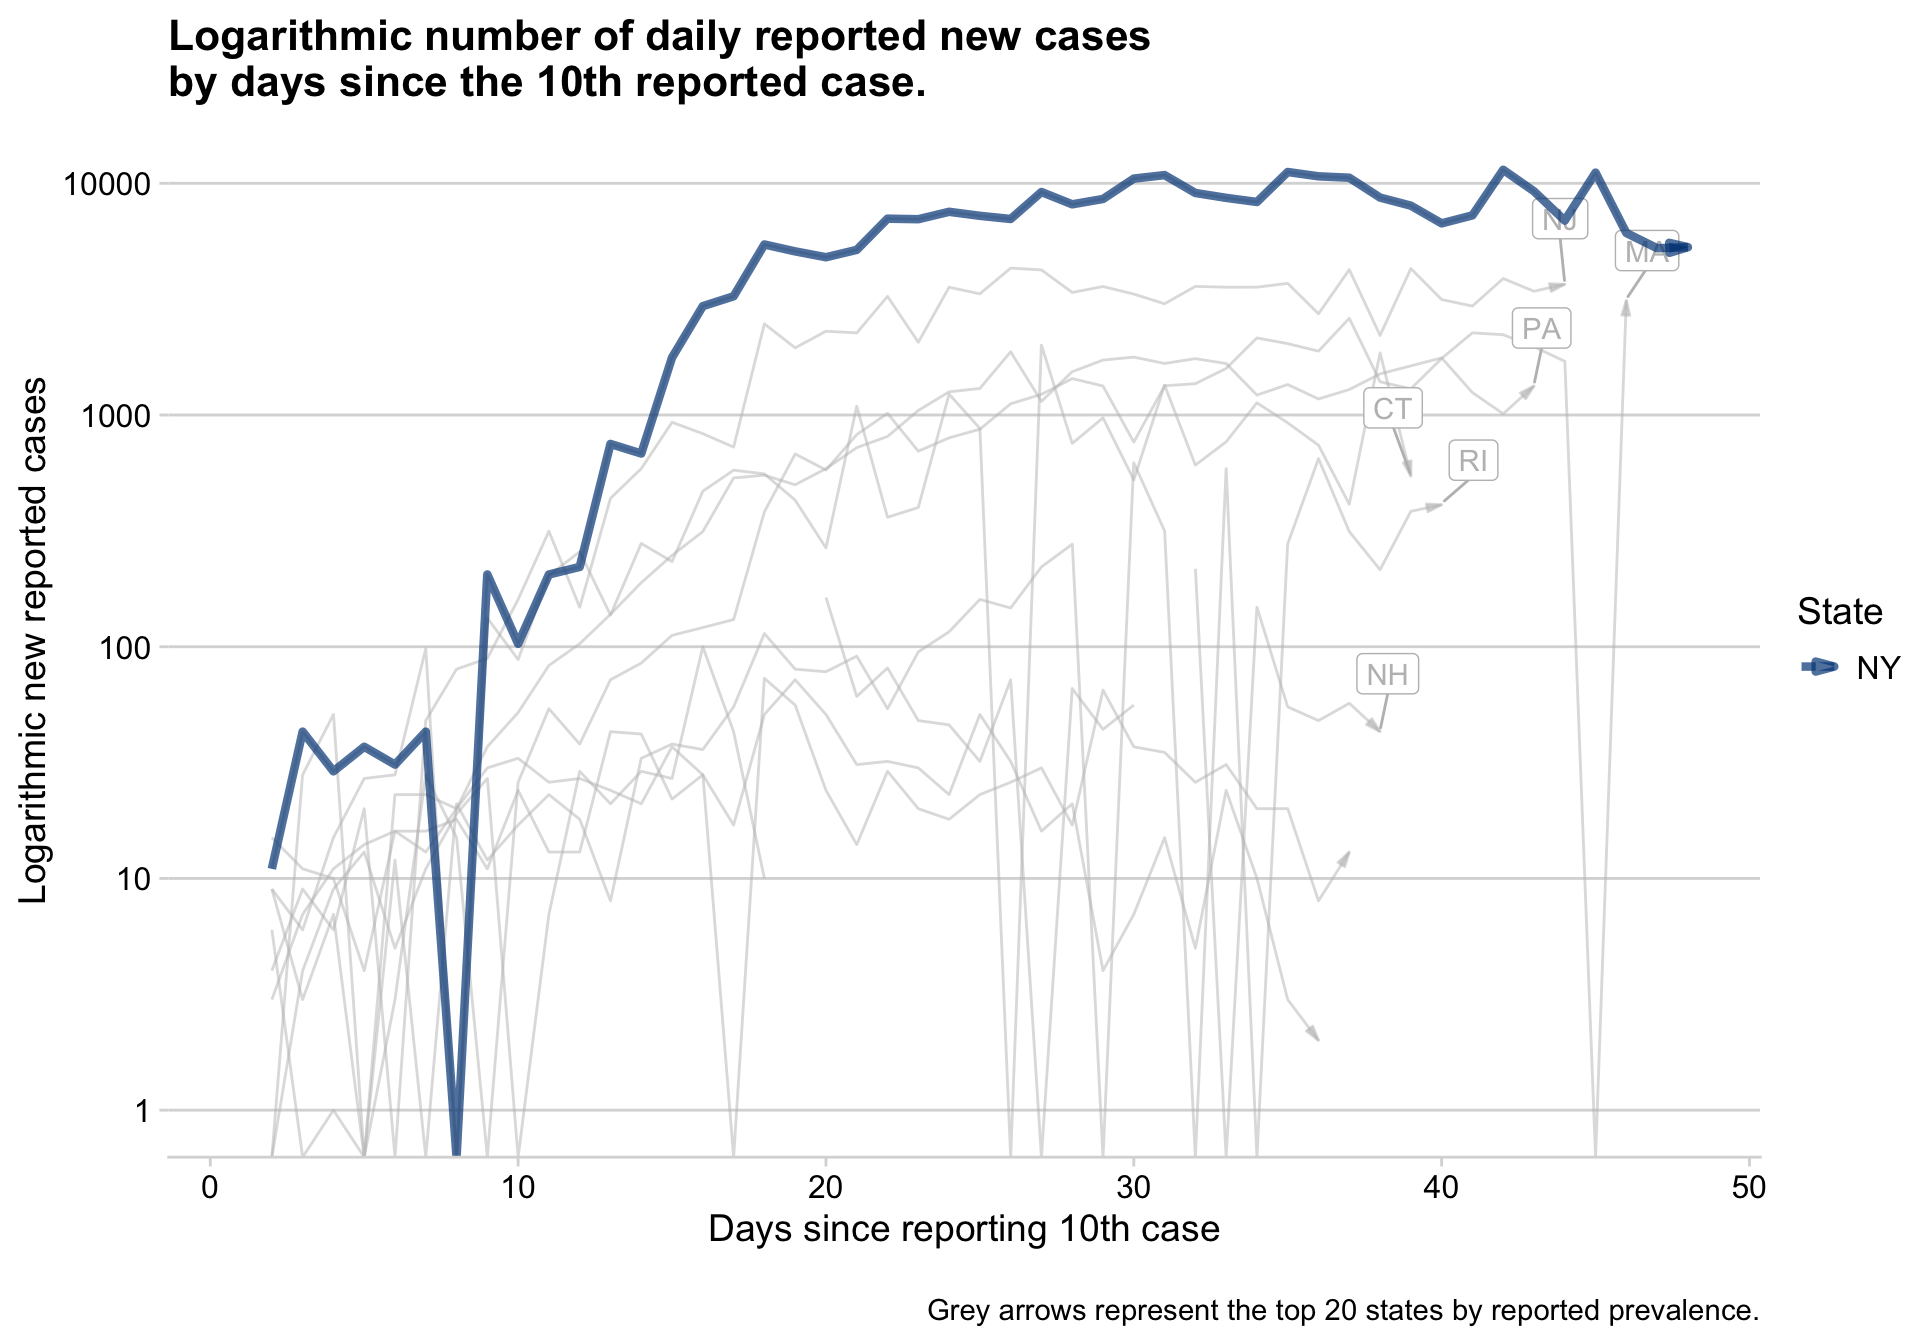 Logarithmic number of daily reported new cases
by days since the 10th reported case.
Logarithmic new reported cases
10000
1000
100
10
1
NJ
MA
PA
CT
RI
NH
State
NY
0
10
20
30
40
50
Days since reporting 10th case
Grey arrows represent the top 20 states by reported prevalence.